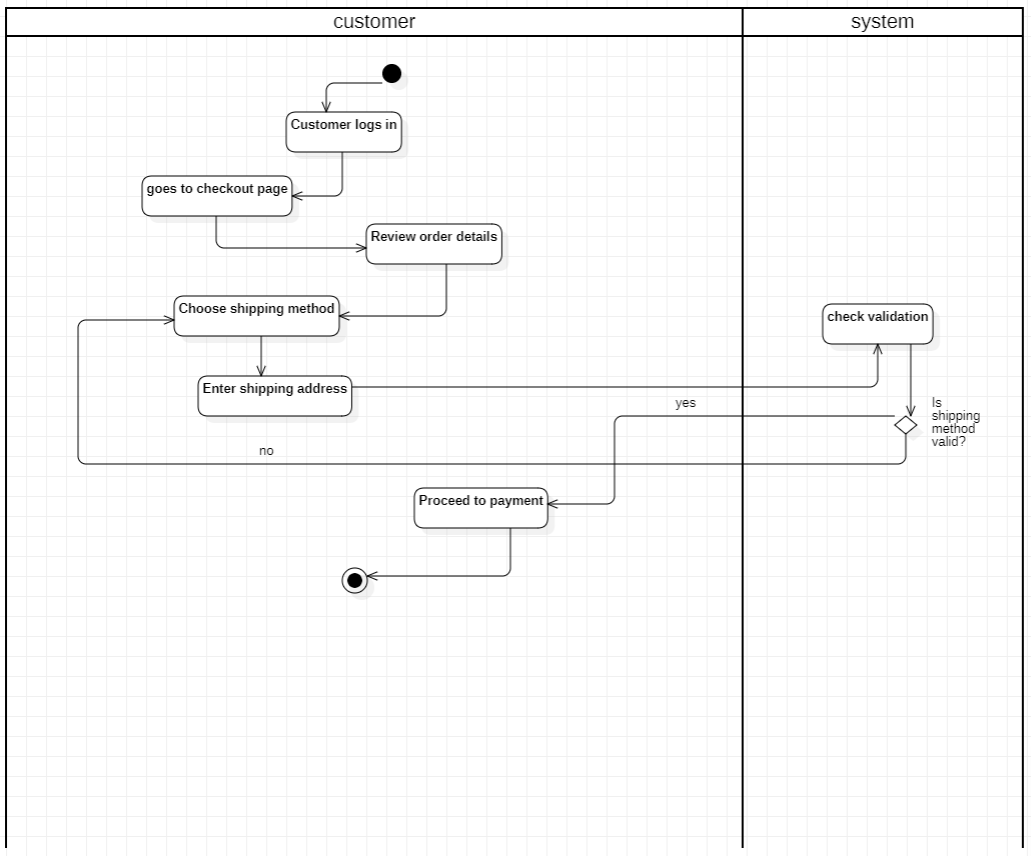 customer
system
Customer logs in
goes to checkout page
Review order details
Choose shipping method
check validation
Enter shipping address
yes
Is
shipping
method
valid?
no
Proceed to payment